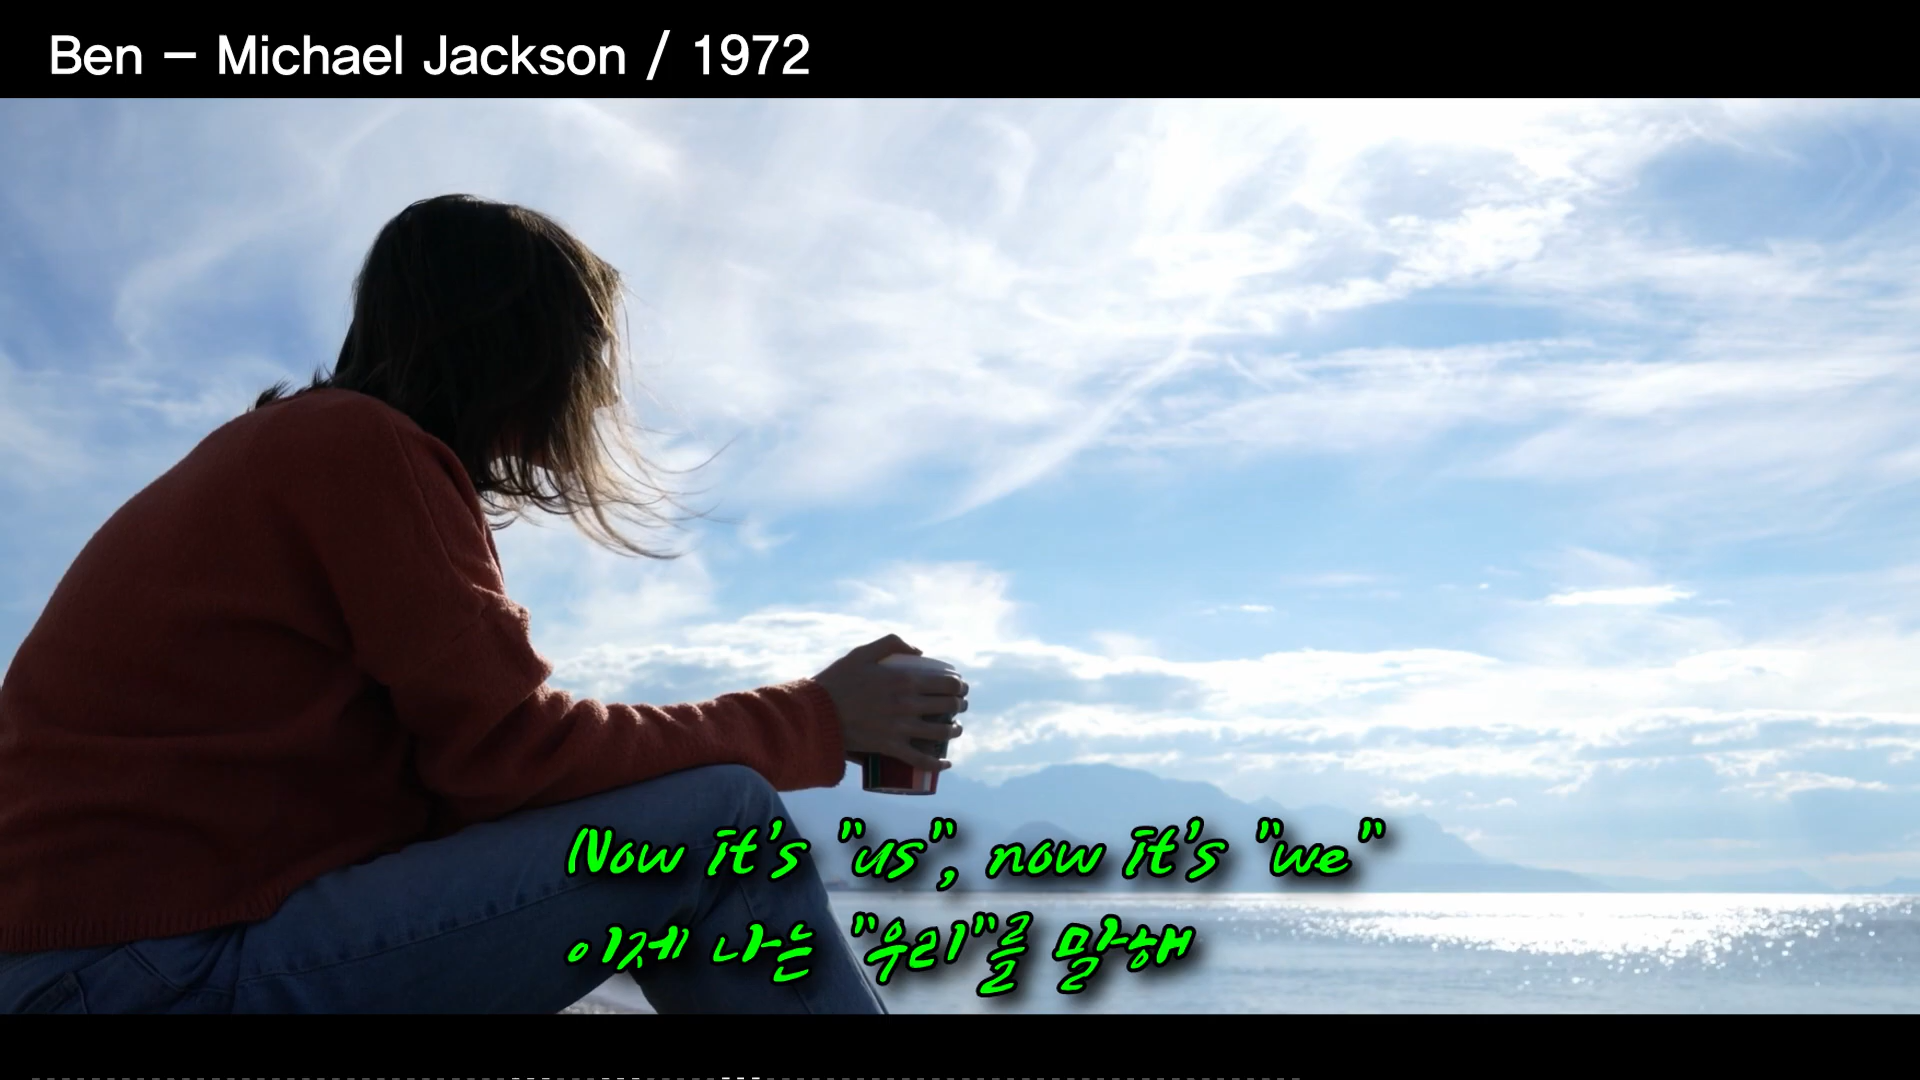 Ben – Michael Jackson / 1972
Now it's "us", now it's "we"
이제 나는 "우리"를 말해